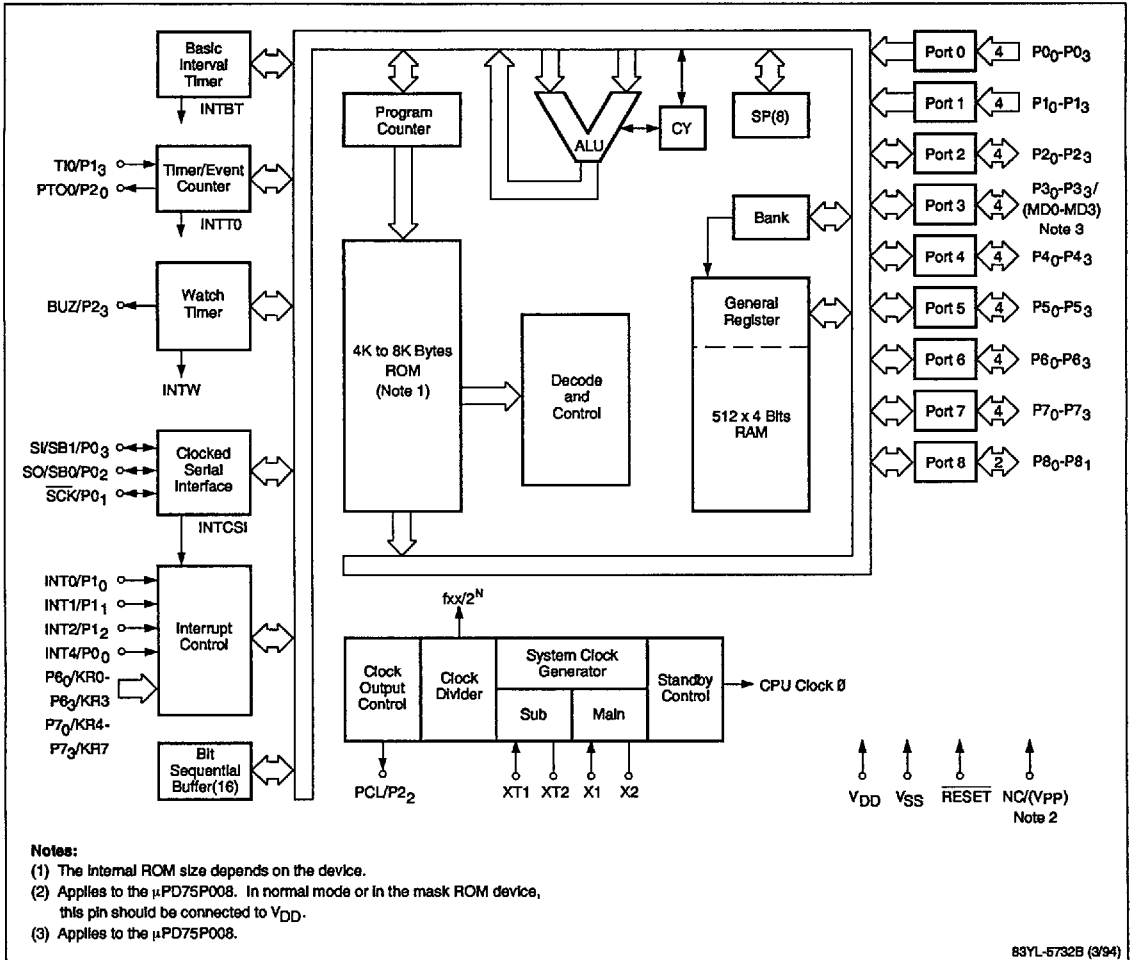 Basic
Interval
Timer
INTBT
TI0/P13
PTO0/P20
Timer/Event
Counter
INTT0
BUZ/P23
Watch
Timer
INTW
SI/SB1/P03
SO/SB0/P02
SCK/P01
Clocked
Serial
Interface
INTCSI
INT0/P10
INT1/P11
INT2/P12
INT4/P00
P60/KR0-
P63/KR3
P70/KR4-
P73/KR7
Interrupt
Control
Bit
Sequential
Buffer(16)
Program
Counter
ALU
CY
SP(8)
Bank
4K to 8K Bytes
ROM
(Note 1)
Decode
and
Control
General
Register
512 x 4 Bits
RAM
Port 0 4 P00-P03
Port 1 4 P10-P13
Port 2 4 P20-P23
Port 3 4 P30-P33/
(MD0-MD3)
Note 3
Port 4 4 P40-P43
Port 5 4 P50-P53
Port 6 4 P60-P63
Port 7 4 P70-P73
Port 8 2 P80-P81
fxx/2N
Clock
Output
Control
Clock
Divider
System Clock
Generator
Sub
Main
Standby
Control
CPU Clock Ø
PCL/P22
XT1
XT2
X1
X2
VDD
VSS
RESET
NC/(VPP)
Note 2
Notes:
(1) The internal ROM size depends on the device.
(2) Applies to the µPD75P008. In normal mode or in the mask ROM device,
this pin should be connected to VDD.
(3) Applies to the µPD75P008.
83YL-5732B (3/94)